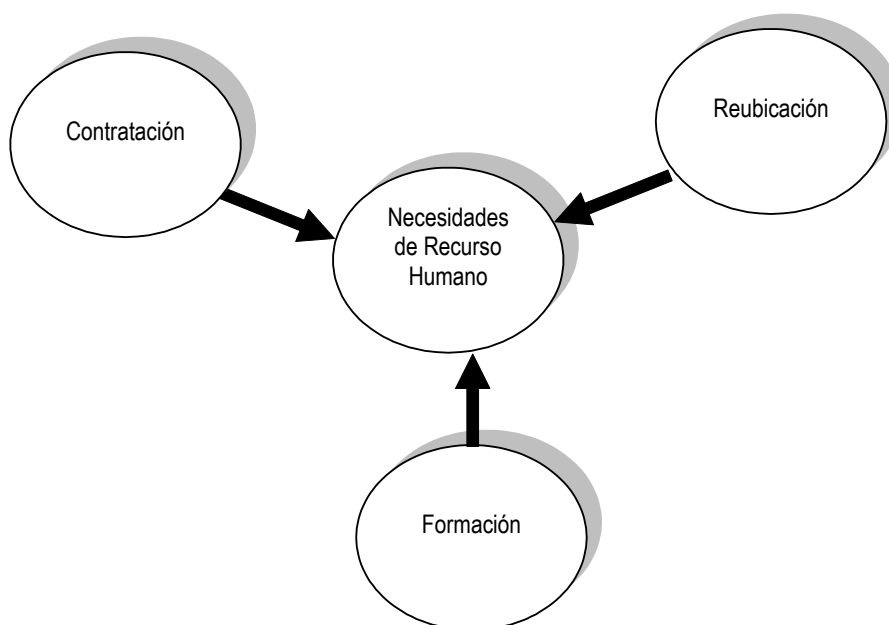 Contratación
Reubicación
Necesidades
de Recurso
Humano
Formación